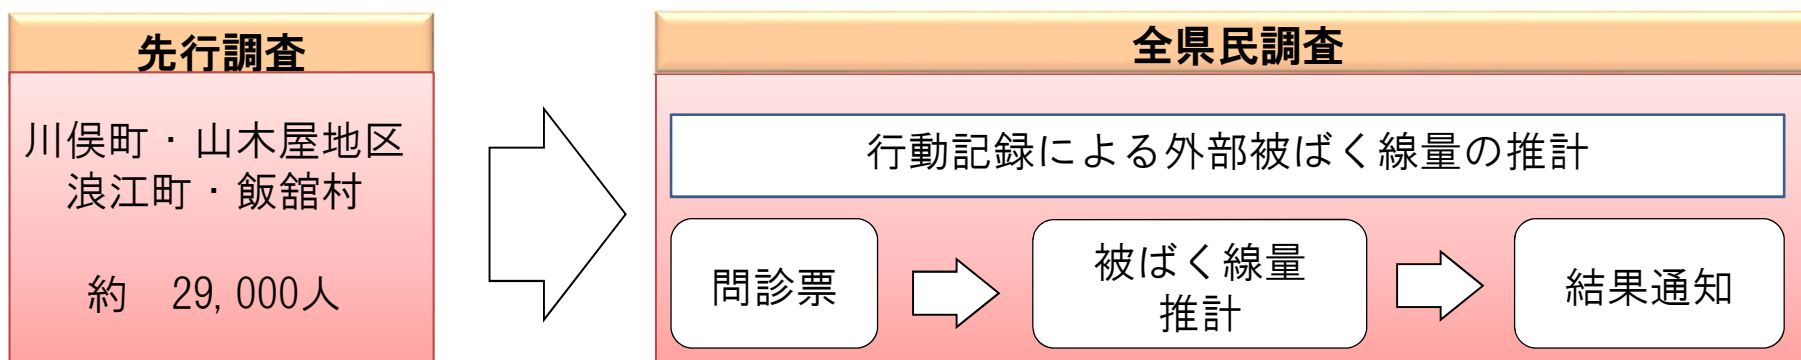 先行調査
川俣町・山木屋地区
浪江町・飯舘村
約　29,000人
全県民調査
行動記録による外部被ばく線量の推計
問診票
被ばく線量
推計
結果通知